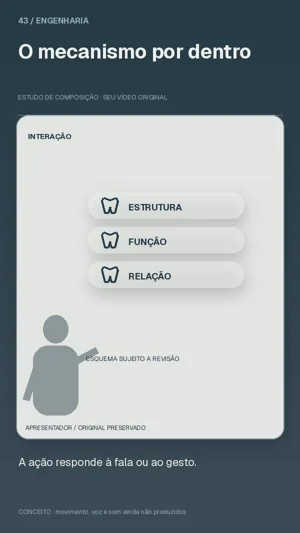 43 / ENGENHARIA
O mecanismo por dentro
ESTUDO DE COMPOSIÇÃO · SEU VÍDEO ORIGINAL
INTERAÇÃO
ESTRUTURA
FUNÇÃO
RELAÇÃO
ESQUEMA SUJEITO A REVISÃO
APRESENTADOR / ORIGINAL PRESERVADO
A ação responde à fala ou ao gesto.
CONCEITO · movimento, voz e som ainda não produzidos